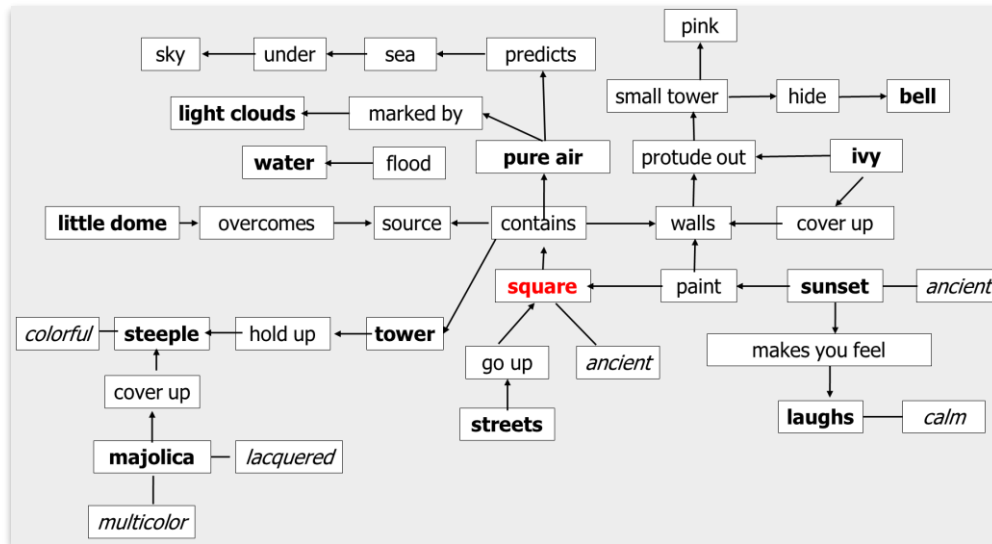 pink
sky
under
sea
predicts
small tower
hide
bell
light clouds
marked by
water
flood
pure air
protude out
ivy
little dome
overcomes
source
contains
walls
cover up
square
paint
sunset
ancient
colorful
steeple
hold up
tower
go up
ancient
makes you feel
cover up
streets
laughs
calm
majolica
lacquered
multicolor